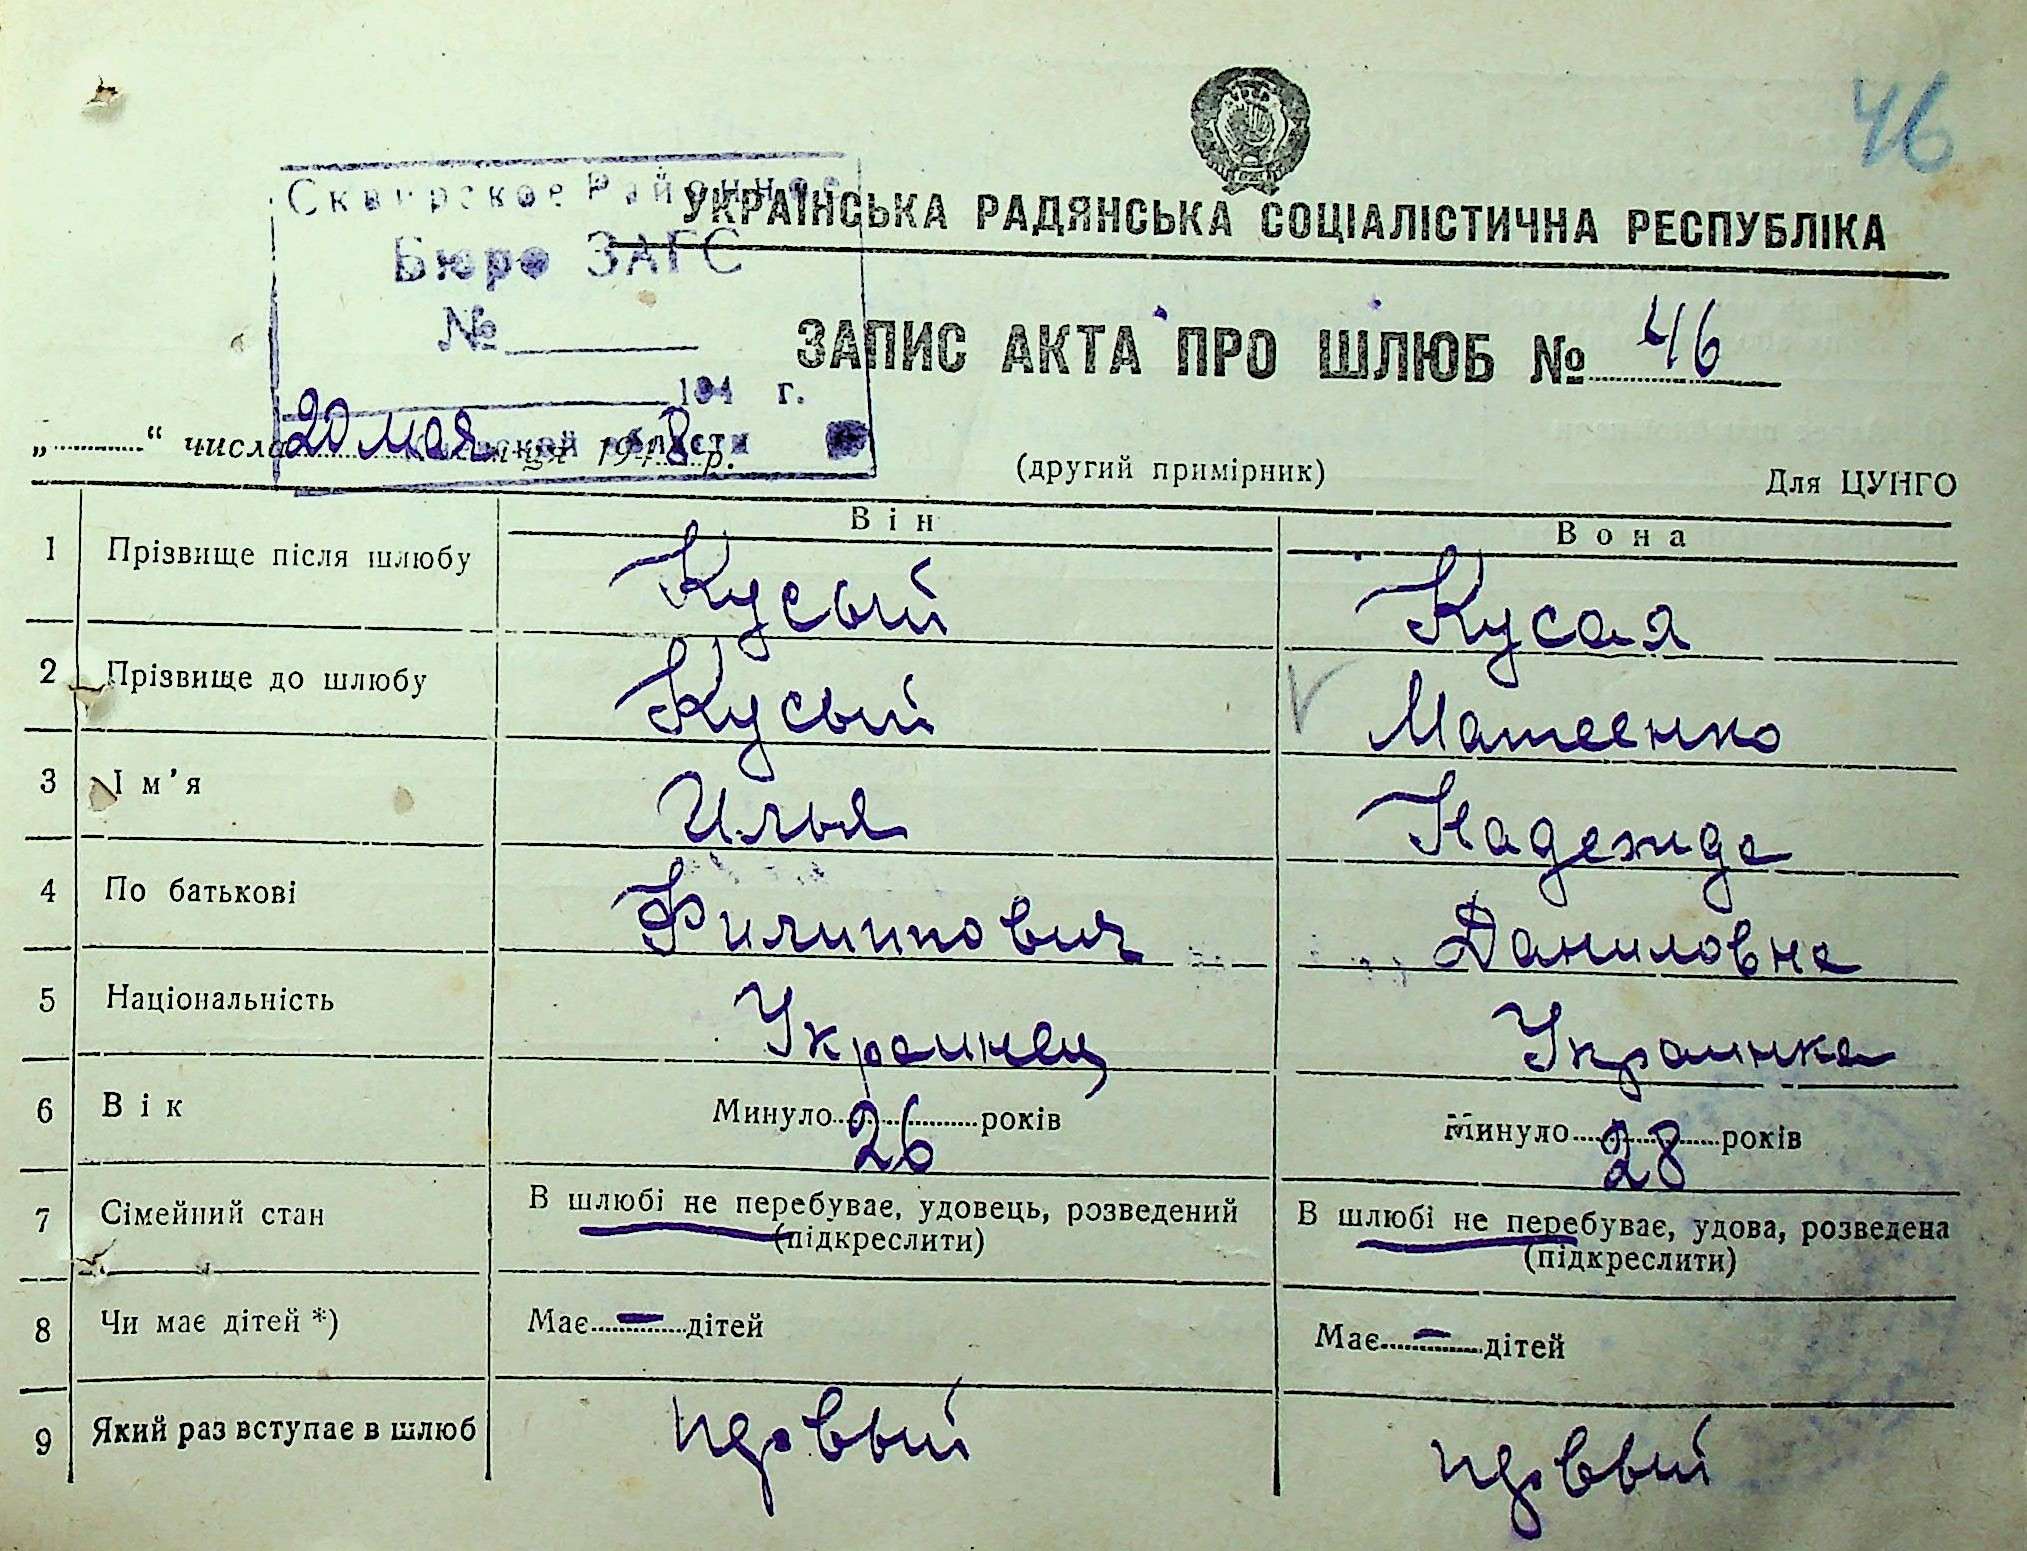 46
УКРАЇНСЬКА РАДЯНСЬКА СОЦІАЛІСТИЧНА РЕСПУБЛІКА
Сквирское Районное
Бюро ЗАГС
№
194 г.
области
ЗАПИС АКТА ПРО ШЛЮБ № 46
„ “ числа 20 мая 1948 р.
(другий примірник)
Для ЦУНГО
Він Вона
1 Прізвище після шлюбу Кусый Кусая
2 Прізвище до шлюбу Кусый V Матеенко
3 Ім’я Илья Надежда
4 По батькові Филиппович Даниловна
5 Національність Украинец Украинка
6 Вік Минуло 26 років Минуло 28 років
7 Сімейний стан В шлюбі не перебуває, удовець, розведений В шлюбі не перебуває, удова, розведена
(підкреслити) (підкреслити)
8 Чи має дітей *) Має — дітей Має — дітей
9 Який раз вступає в шлюб первый первый